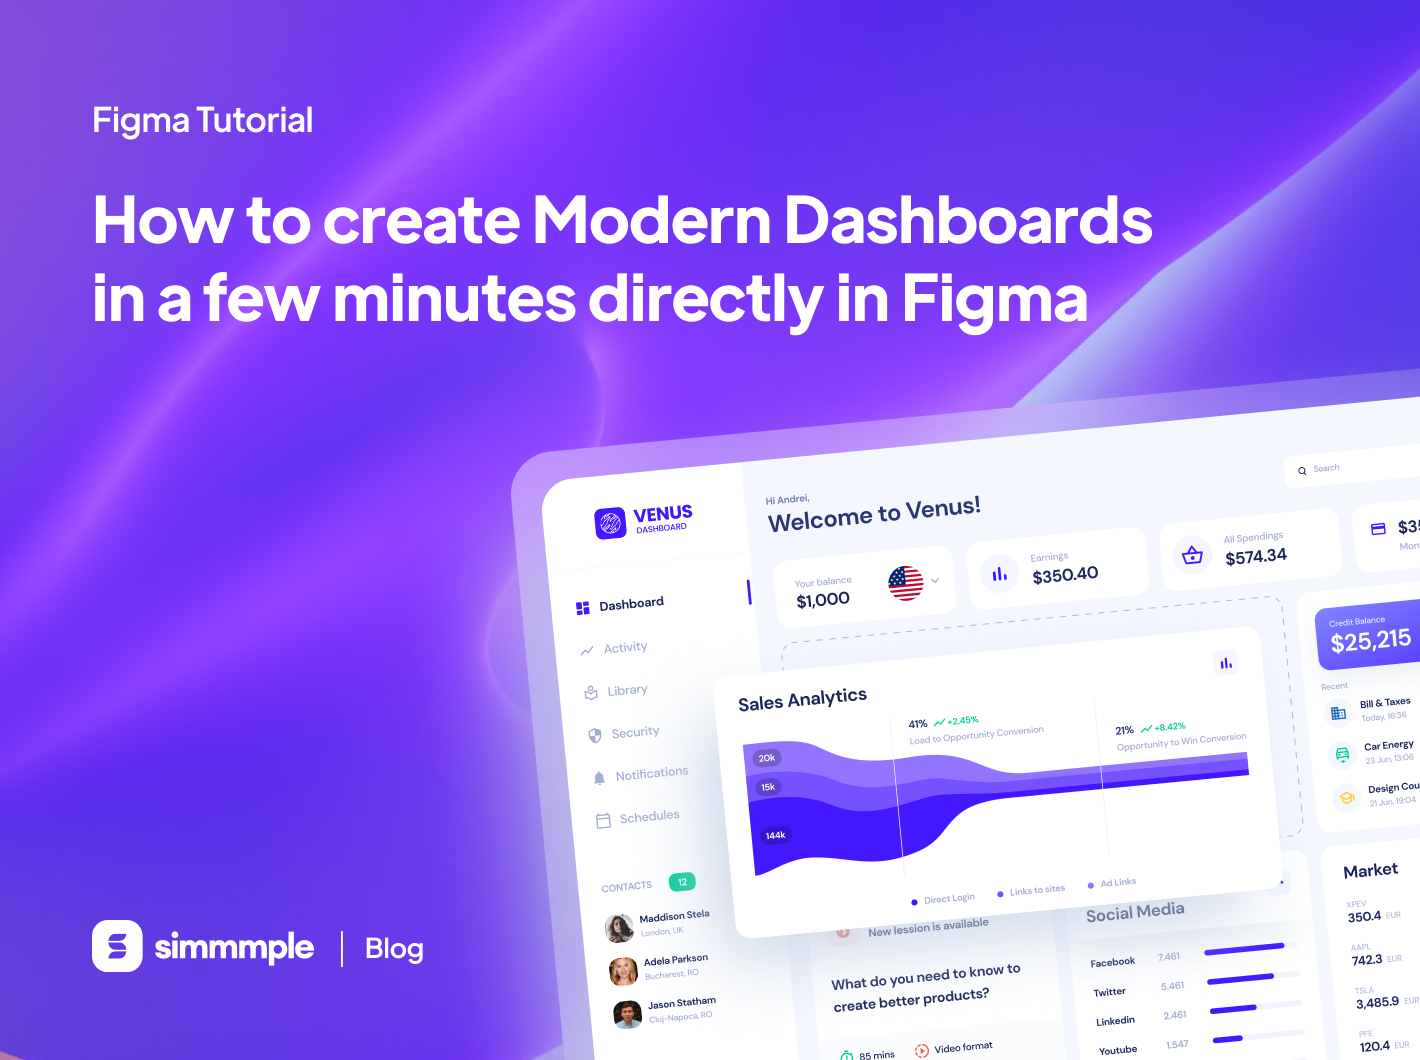 Figma Tutorial
How to create Modern Dashboards
in a few minutes directly in Figma
simmmple | Blog
VENUS
DASHBOARD
Dashboard
Activity
Library
Security
Notifications
Schedules
CONTACTS 12
Maddison Stela
London, UK
Adela Parkson
Bucharest, RO
Jason Statham
Cluj-Napoca, RO
Hi Andrei,
Welcome to Venus!
Search
Your balance
$1,000
Earnings
$350.40
All Spendings
$574.34
Sales Analytics
41% +2.45%
Load to Opportunity Conversion
21% +8.42%
Opportunity to Win Conversion
20k
15k
144k
Direct Login
Links to sites
Ad Links
Credit Balance
$25,215
Recent
Bill & Taxes
Today, 16:36
Car Energy
23 Jun, 13:06
Design
21 Jun, 19:04
New lession is available
What do you need to know to
create better products?
85 mins
Video format
Social Media
Facebook 7.461
Twitter 5.461
Linkedin 2.461
Youtube 1.547
Market
XPEV
350.4 EUR
AAPL
742.3 EUR
TSLA
3,485.9 EUR
PFE
120.4 EUR